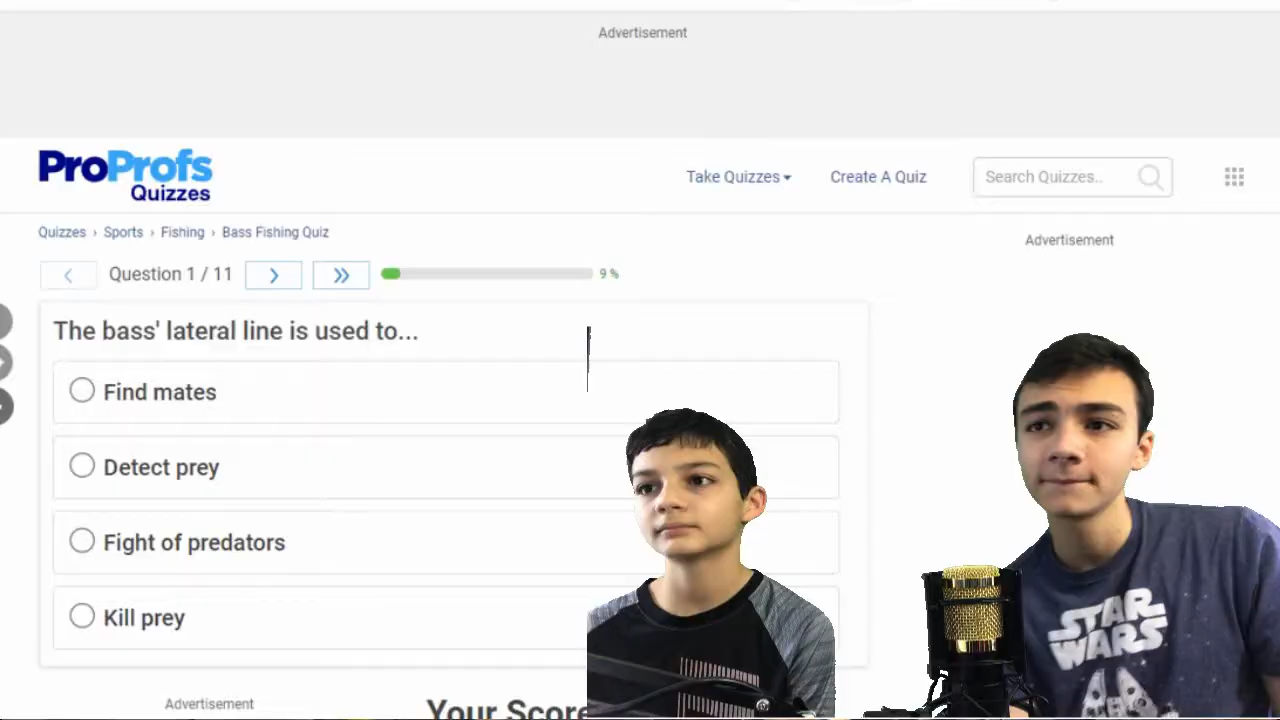 Advertisement
ProProfs
Quizzes
Take Quizzes
Create A Quiz
Search Quizzes..
Quizzes › Sports › Fishing › Bass Fishing Quiz
Advertisement
Question 1 / 11
9 %
The bass' lateral line is used to...
Find mates
Detect prey
Fight of predators
Kill prey
STAR
WARS
Advertisement
Your Score